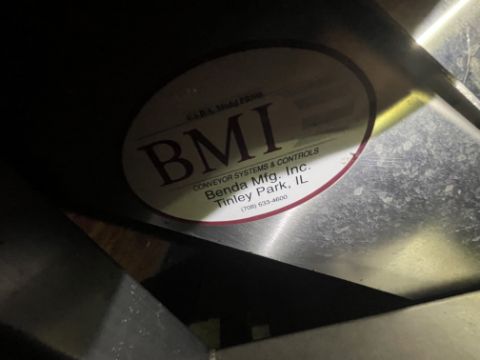 BMI
CONVEYOR SYSTEMS & CONTROLS
Benda Mfg. Inc.
Tinley Park, IL
(708) 633-4600